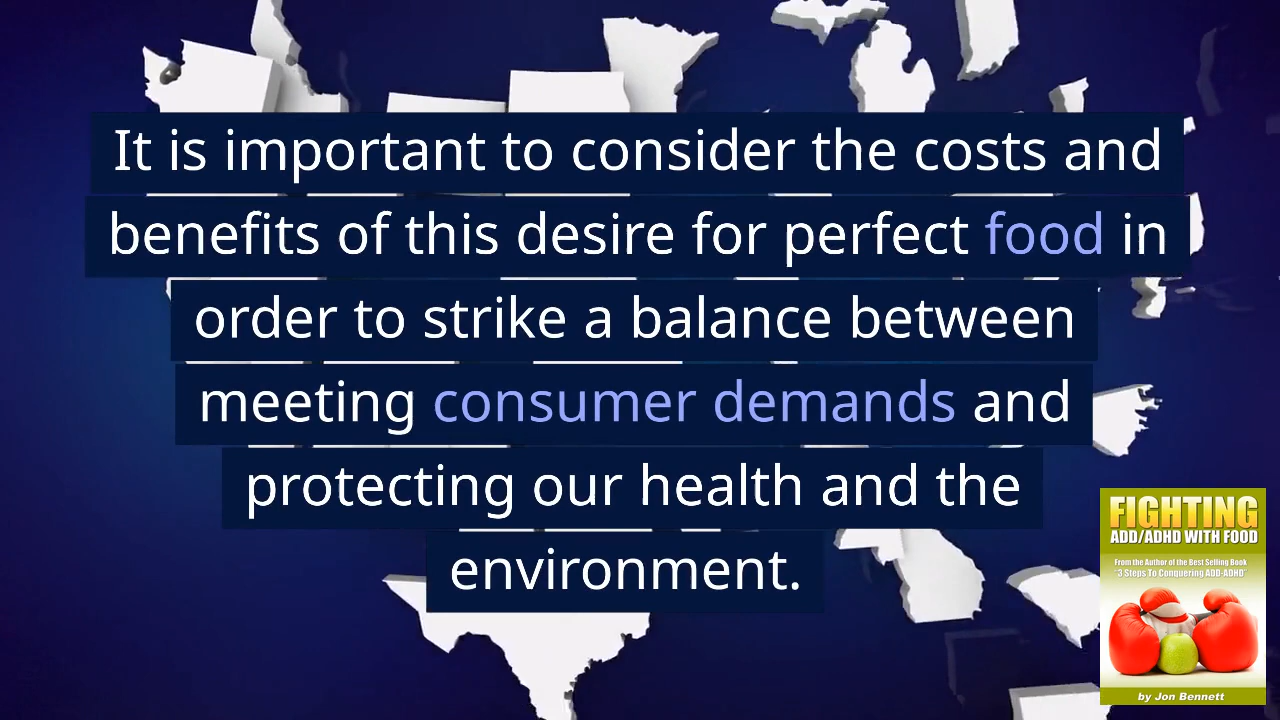 It is important to consider the costs and
benefits of this desire for perfect food in
order to strike a balance between
meeting consumer demands and
protecting our health and the
environment.
FIGHTING
ADD/ADHD WITH FOOD
From the Author of the Best Selling Book
"3 Steps To Conquering ADD-ADHD"
by Jon Bennett